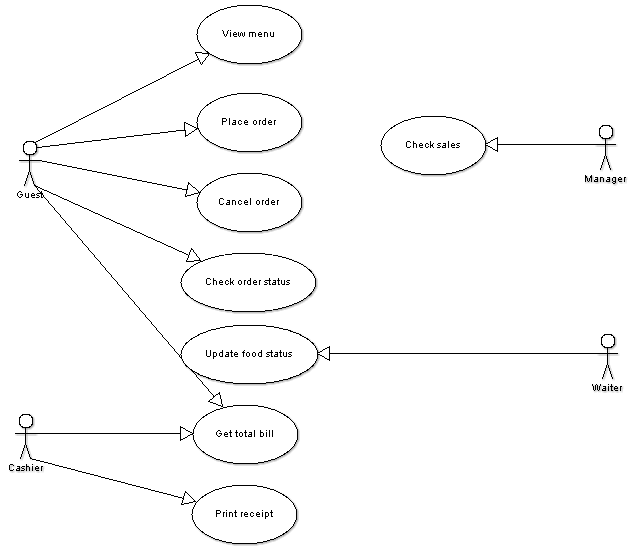 View menu
Place order
Check sales
Manager
Guest
Cancel order
Check order status
Update food status
Waiter
Get total bill
Cashier
Print receipt